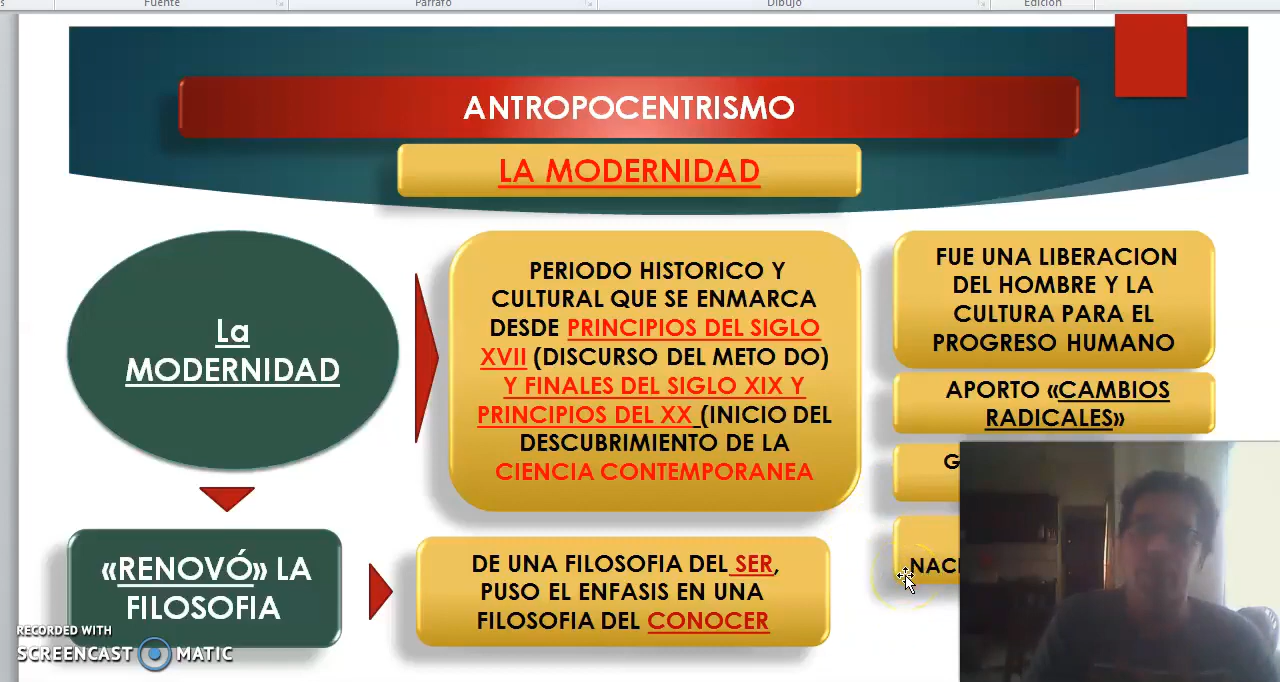 Fuente
Párrafo
Dibujo
Edición
ANTROPOCENTRISMO
LA MODERNIDAD
La
MODERNIDAD
PERIODO HISTORICO Y
CULTURAL QUE SE ENMARCA
DESDE PRINCIPIOS DEL SIGLO
XVII (DISCURSO DEL METO DO)
Y FINALES DEL SIGLO XIX Y
PRINCIPIOS DEL XX (INICIO DEL
DESCUBRIMIENTO DE LA
CIENCIA CONTEMPORANEA
FUE UNA LIBERACION
DEL HOMBRE Y LA
CULTURA PARA EL
PROGRESO HUMANO
APORTO «CAMBIOS
RADICALES»
«RENOVÓ» LA
FILOSOFIA
DE UNA FILOSOFIA DEL SER,
PUSO EL ENFASIS EN UNA
FILOSOFIA DEL CONOCER
RECORDED WITH
SCREENCAST MATIC